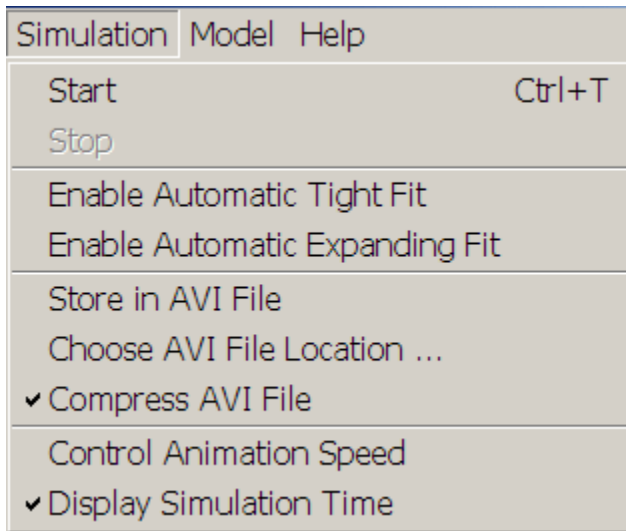 Simulation Model Help
Start Ctrl+T
Stop
Enable Automatic Tight Fit
Enable Automatic Expanding Fit
Store in AVI File
Choose AVI File Location ...
Compress AVI File
Control Animation Speed
Display Simulation Time